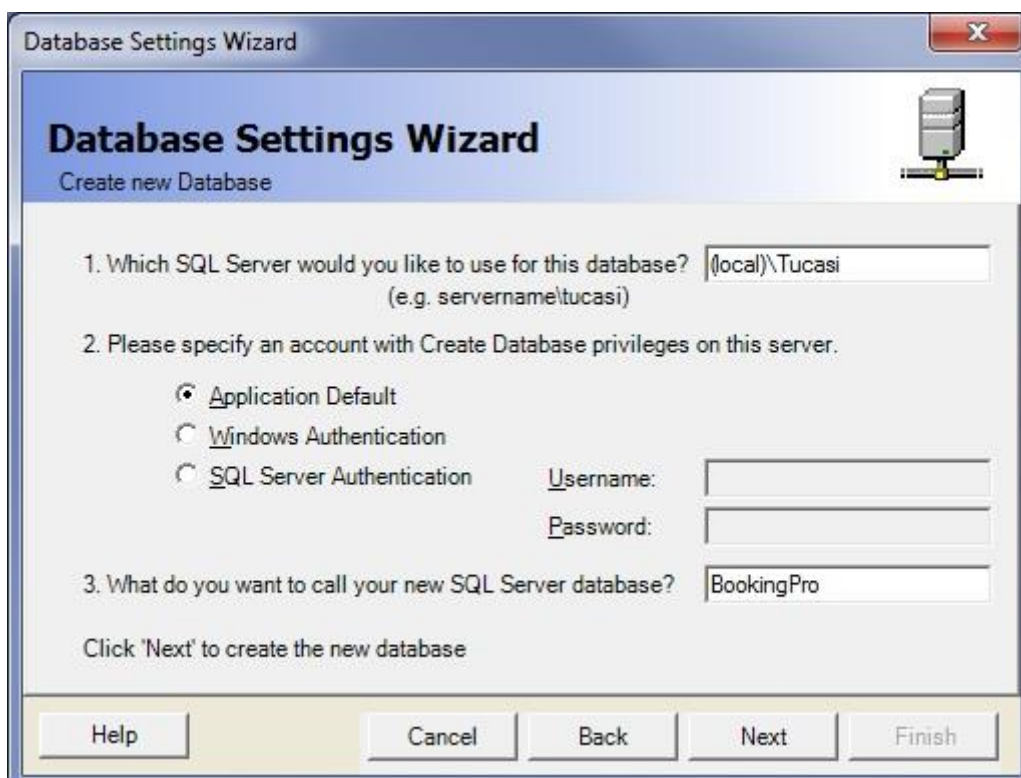 Database Settings Wizard
Database Settings Wizard
Create new Database
1. Which SQL Server would you like to use for this database? (local)\Tucasi
(e.g. servername\tucasi)
2. Please specify an account with Create Database privileges on this server.
Application Default
Windows Authentication
SQL Server Authentication Username:
Password:
3. What do you want to call your new SQL Server database? BookingPro
Click 'Next' to create the new database
Help Cancel Back Next Finish